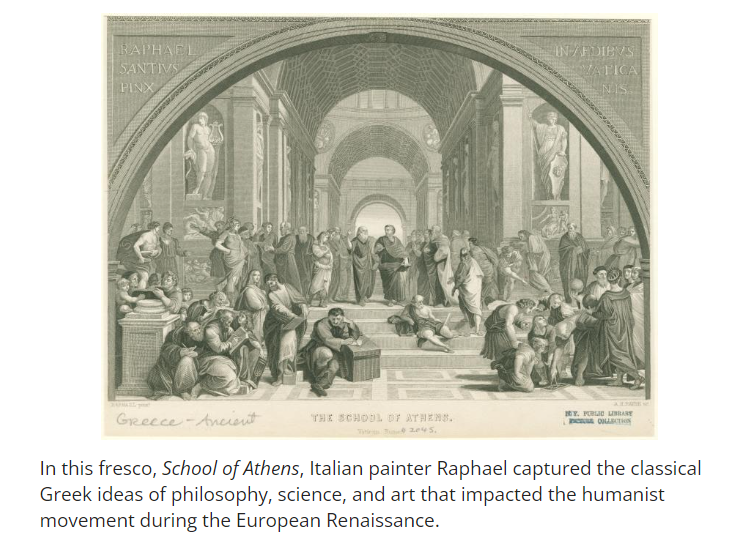 RAPHAEL
SANTIVS
PINX
IN ÆDIBVS
VATICA
NIS
Greece - Ancient
THE SCHOOL OF ATHENS.
N.Y. PUBLIC LIBRARY
PICTURE COLLECTION
In this fresco, School of Athens, Italian painter Raphael captured the classical
Greek ideas of philosophy, science, and art that impacted the humanist
movement during the European Renaissance.